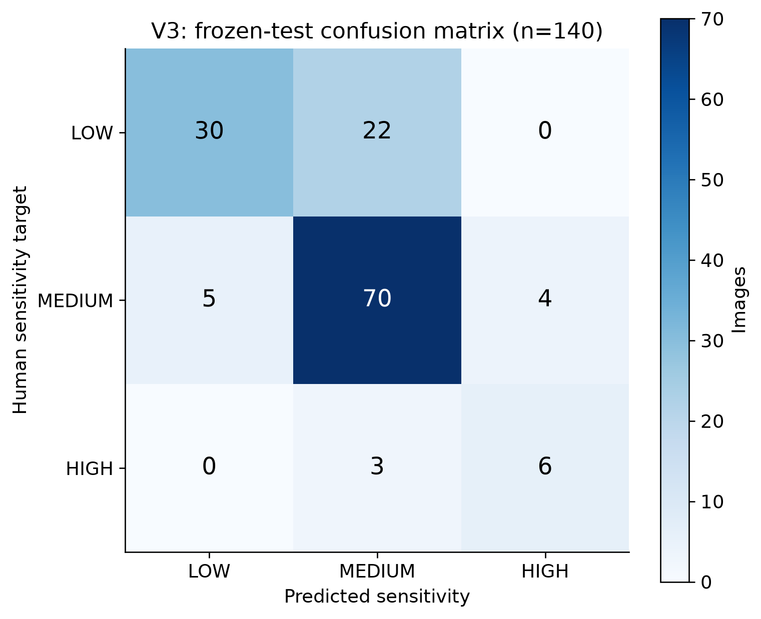 V3: frozen-test confusion matrix (n=140)
Human sensitivity target
LOW 30 22 0
MEDIUM 5 70 4
HIGH 0 3 6
LOW MEDIUM HIGH
Predicted sensitivity
70
60
50
40
30
20
10
0
Images